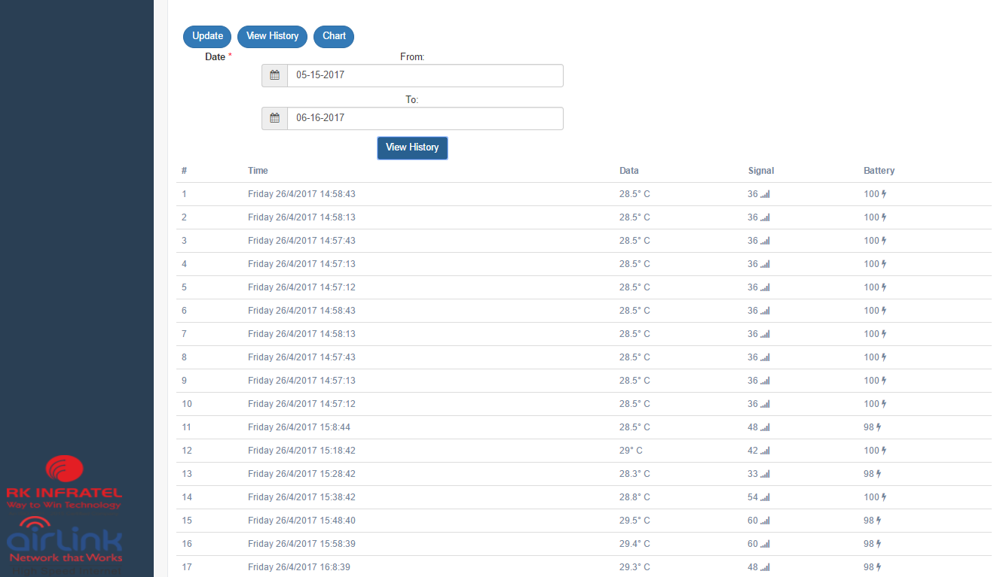 Update View History Chart
Date * From:
05-15-2017
To:
06-16-2017
View History
# Time Data Signal Battery
1 Friday 26/4/2017 14:58:43 28.5° C 36 100
2 Friday 26/4/2017 14:58:13 28.5° C 36 100
3 Friday 26/4/2017 14:57:43 28.5° C 36 100
4 Friday 26/4/2017 14:57:13 28.5° C 36 100
5 Friday 26/4/2017 14:57:12 28.5° C 36 100
6 Friday 26/4/2017 14:58:43 28.5° C 36 100
7 Friday 26/4/2017 14:58:13 28.5° C 36 100
8 Friday 26/4/2017 14:57:43 28.5° C 36 100
9 Friday 26/4/2017 14:57:13 28.5° C 36 100
10 Friday 26/4/2017 14:57:12 28.5° C 36 100
11 Friday 26/4/2017 15:8:44 28.5° C 48 98
12 Friday 26/4/2017 15:18:42 29° C 42 100
13 Friday 26/4/2017 15:28:42 28.3° C 33 98
14 Friday 26/4/2017 15:38:42 28.8° C 54 100
15 Friday 26/4/2017 15:48:40 29.5° C 60 98
16 Friday 26/4/2017 15:58:39 29.4° C 60 98
17 Friday 26/4/2017 16:8:39 29.3° C 48 98
RK INFRATEL
Way to Win Technology
airLink
Network that Works